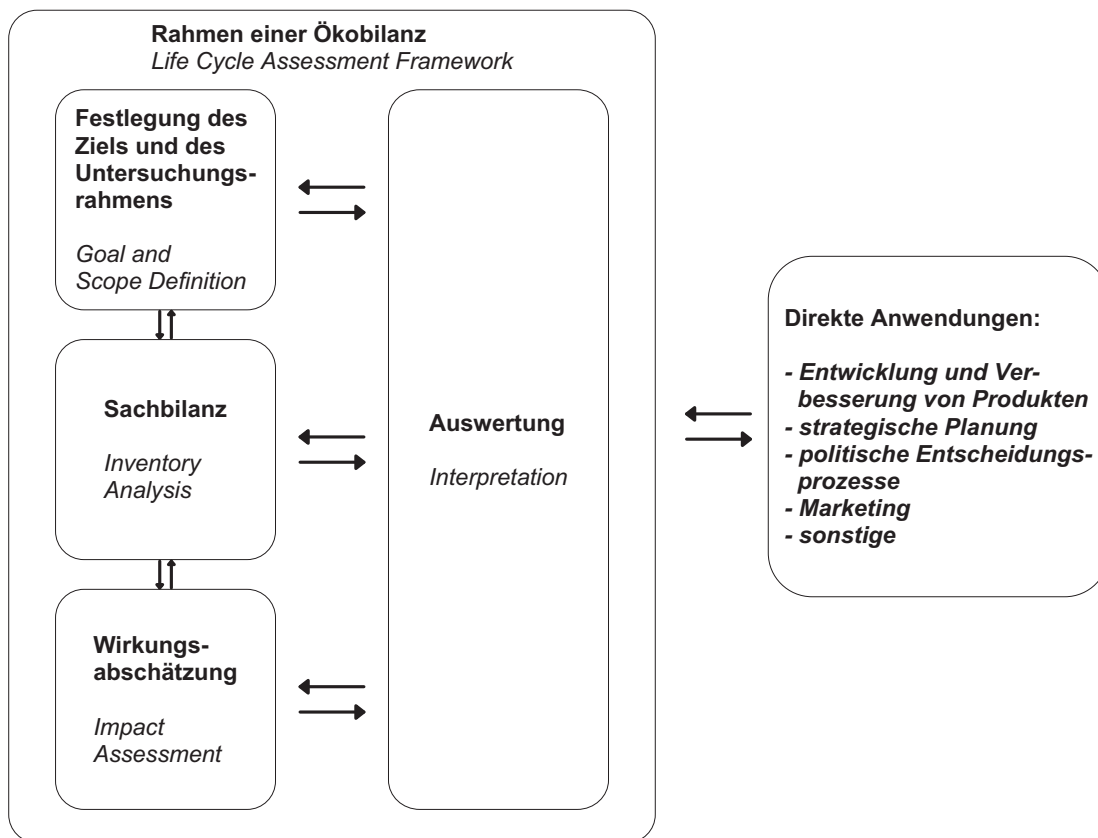 Rahmen einer Ökobilanz
Life Cycle Assessment Framework
Festlegung des
Ziels und des
Untersuchungs-
rahmens
Goal and
Scope Definition
Sachbilanz
Inventory
Analysis
Wirkungs-
abschätzung
Impact
Assessment
Auswertung
Interpretation
Direkte Anwendungen:
- Entwicklung und Ver-
besserung von Produkten
- strategische Planung
- politische Entscheidungs-
prozesse
- Marketing
- sonstige